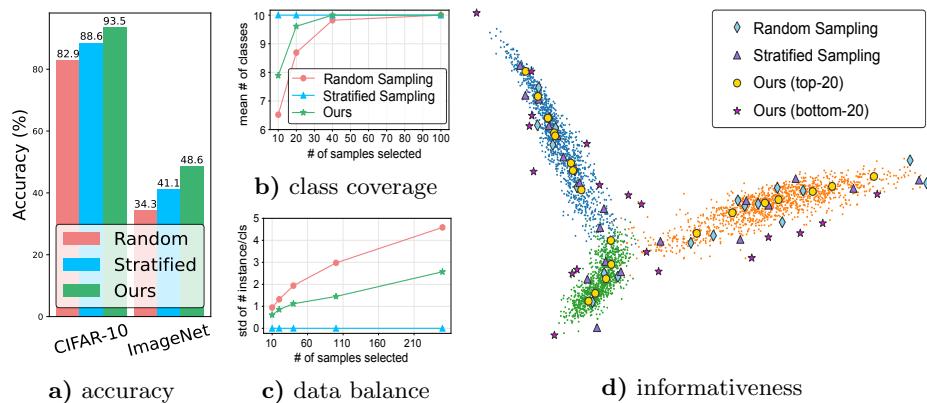 Accuracy (%)
80
60
40
20
0
82.9
88.6
93.5
34.3
41.1
48.6
Random
Stratified
Ours
CIFAR-10
ImageNet
a) accuracy
mean # of classes
10
9
8
7
6
Random Sampling
Stratified Sampling
Ours
10 20 30 40 50 60 70 80 90 100
# of samples selected
b) class coverage
std of # instance/cls
5
4
3
2
1
0
10 60 110 160 210
# of samples selected
c) data balance
Random Sampling
Stratified Sampling
Ours (top-20)
Ours (bottom-20)
d) informativeness